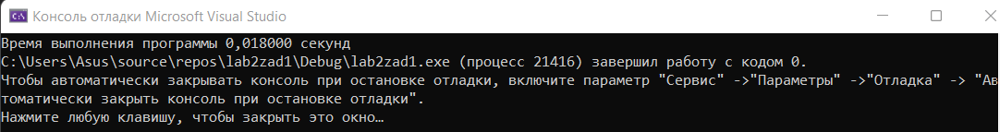 Консоль отладки Microsoft Visual Studio
Время выполнения программы 0,018000 секунд
C:\Users\Asus\source\repos\lab2zad1\Debug\lab2zad1.exe (процесс 21416) завершил работу с кодом 0.
Чтобы автоматически закрывать консоль при остановке отладки, включите параметр "Сервис" ->"Параметры" ->"Отладка" -> "Ав
томатически закрыть консоль при остановке отладки".
Нажмите любую клавишу, чтобы закрыть это окно…